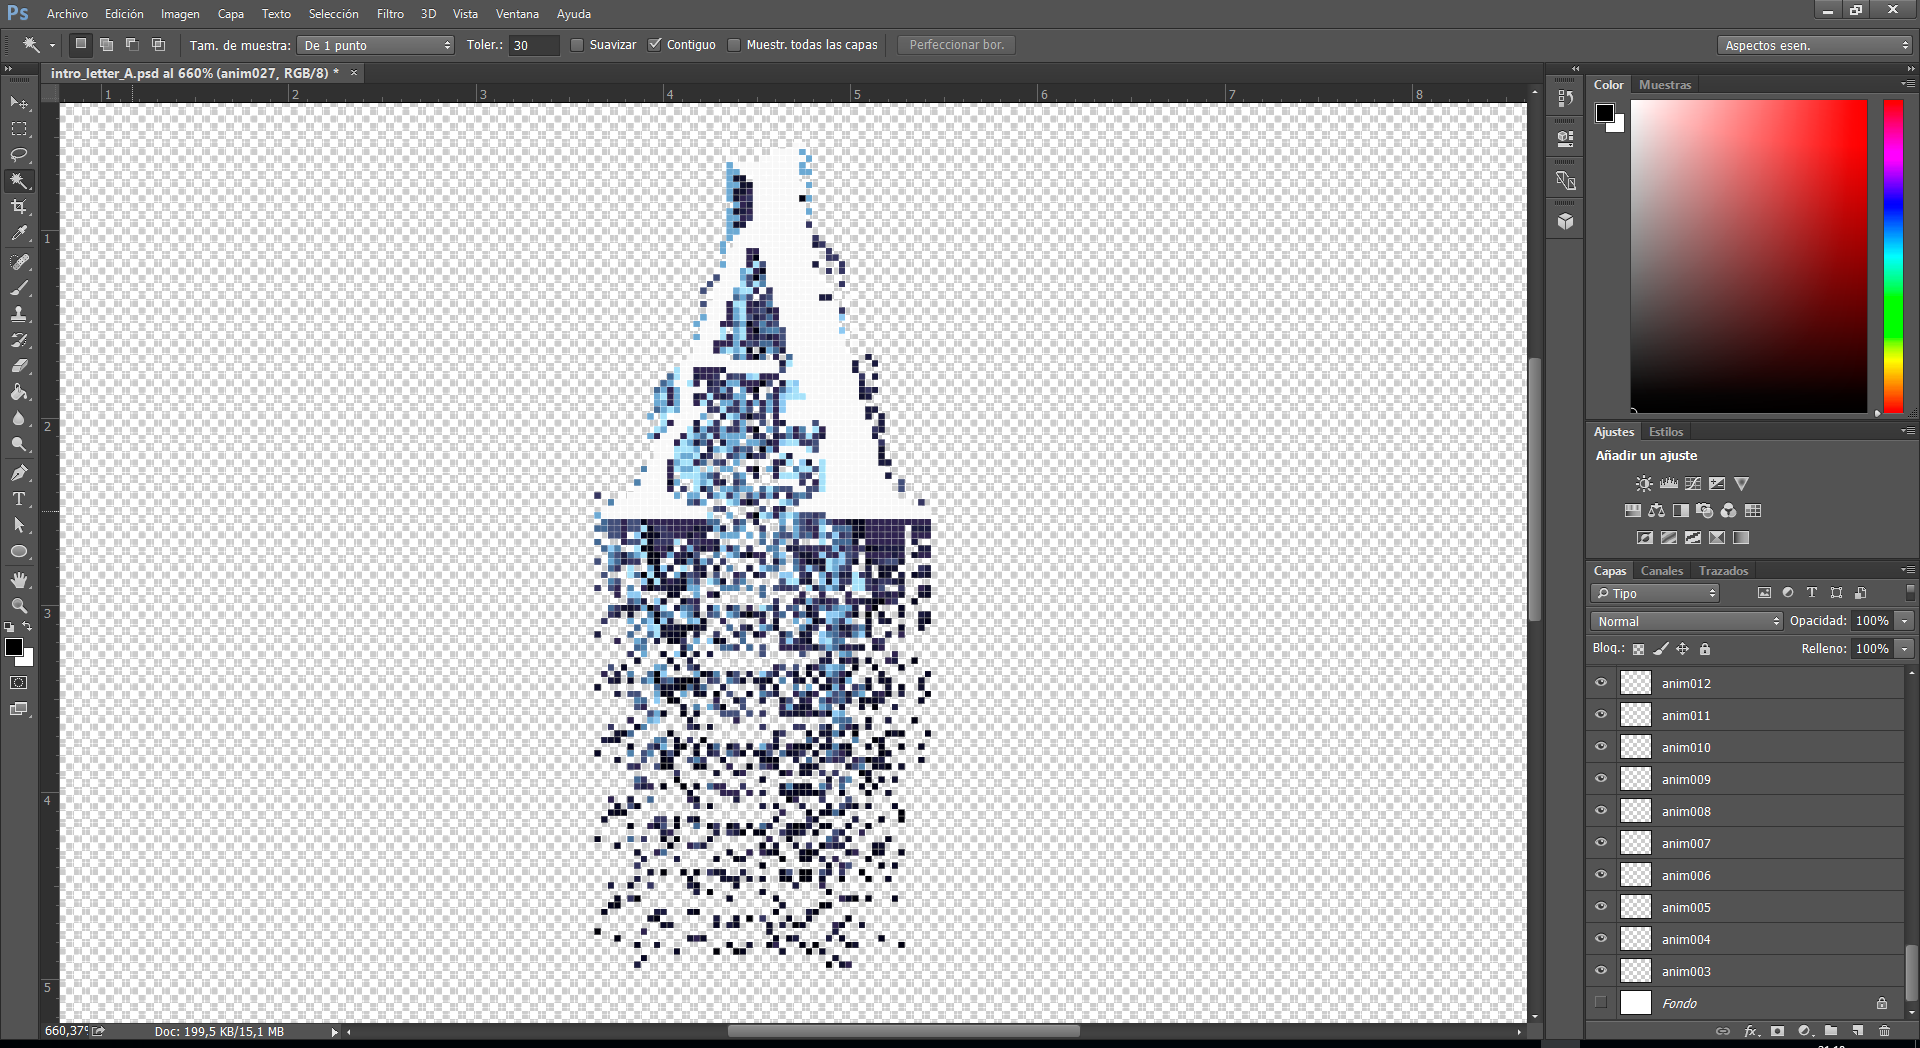 Ps Archivo Edición Imagen Capa Texto Selección Filtro 3D Vista Ventana Ayuda
Tam. de muestra: De 1 punto Toler.: 30 Suavizar Contiguo Muestr. todas las capas Perfeccionar bor. Aspectos esen.
intro_letter_A.psd al 660% (anim027, RGB/8) * ×
1 2 3 4 5 6 7 8
1
2
3
4
5
Color Muestras
Ajustes Estilos
Añadir un ajuste
Capas Canales Trazados
Tipo
Normal Opacidad: 100%
Bloq.: Relleno: 100%
anim012
anim011
anim010
anim009
anim008
anim007
anim006
anim005
anim004
anim003
Fondo
660,37% Doc: 199,5 KB/15,1 MB